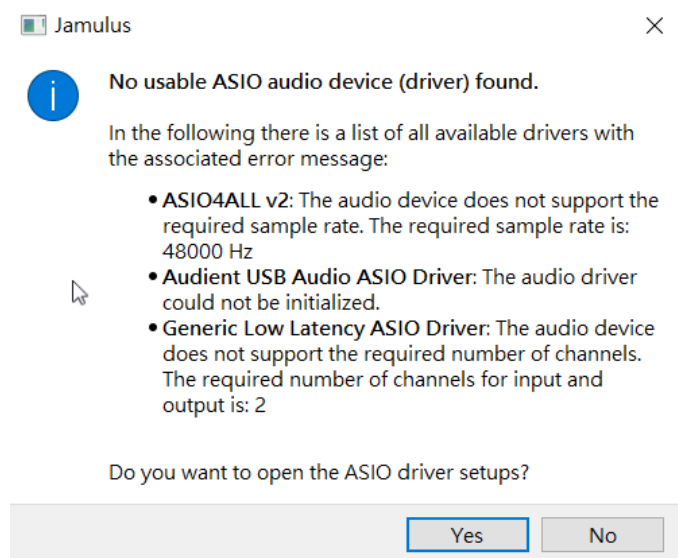 Jamulus
No usable ASIO audio device (driver) found.
In the following there is a list of all available drivers with
the associated error message:
• ASIO4ALL v2: The audio device does not support the
required sample rate. The required sample rate is:
48000 Hz
• Audient USB Audio ASIO Driver: The audio driver
could not be initialized.
• Generic Low Latency ASIO Driver: The audio device
does not support the required number of channels.
The required number of channels for input and
output is: 2
Do you want to open the ASIO driver setups?
Yes
No